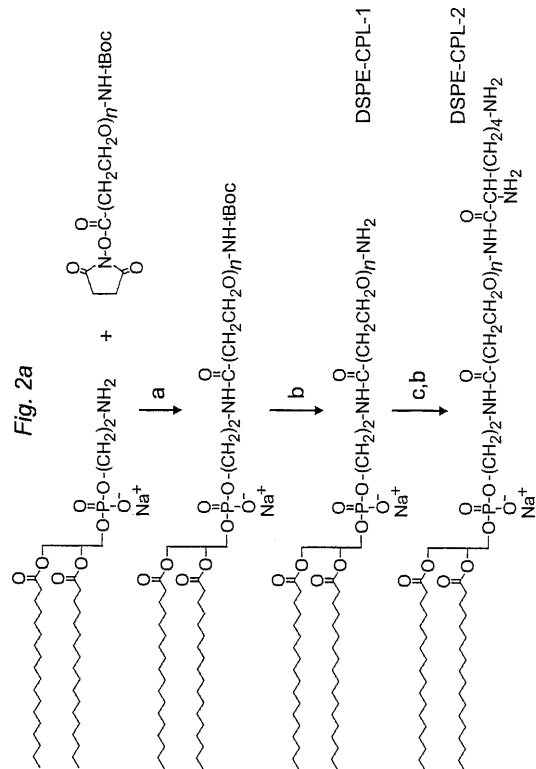 Fig. 2a
O
O
O
O
O
O-P-O-(CH2)2-NH2
O-
Na+
+
O
O
O
N-O-C-(CH2CH2O)n-NH-tBoc
a
O
O
O
O
O
O
O-P-O-(CH2)2-NH-C-(CH2CH2O)n-NH-tBoc
O-
Na+
b
O
O
O
O
O
O
O-P-O-(CH2)2-NH-C-(CH2CH2O)n-NH2
O-
Na+
DSPE-CPL-1
c,b
O
O
O
O
O
O
O
O-P-O-(CH2)2-NH-C-(CH2CH2O)n-NH-C-CH-(CH2)4-NH2
O-
NH2
Na+
DSPE-CPL-2